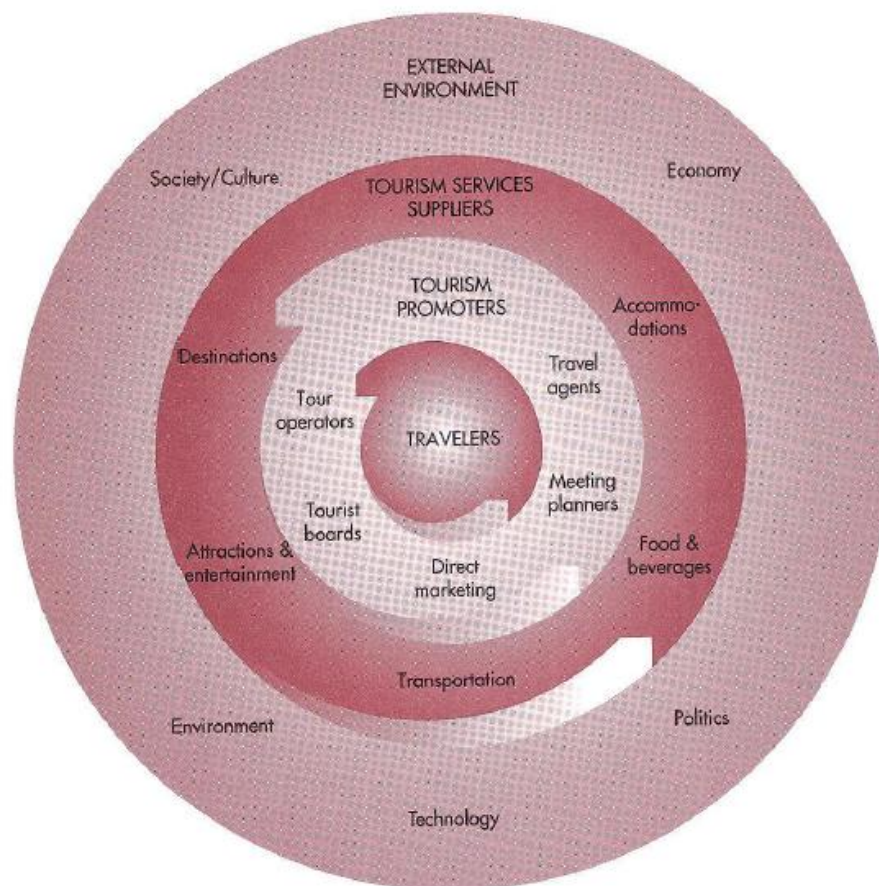 EXTERNAL
ENVIRONMENT
Society/Culture
Economy
TOURISM SERVICES
SUPPLIERS
TOURISM
PROMOTERS
Accommo-
dations
Destinations
Travel
agents
Tour
operators
TRAVELERS
Meeting
planners
Tourist
boards
Attractions &
entertainment
Direct
marketing
Food &
beverages
Transportation
Environment
Politics
Technology